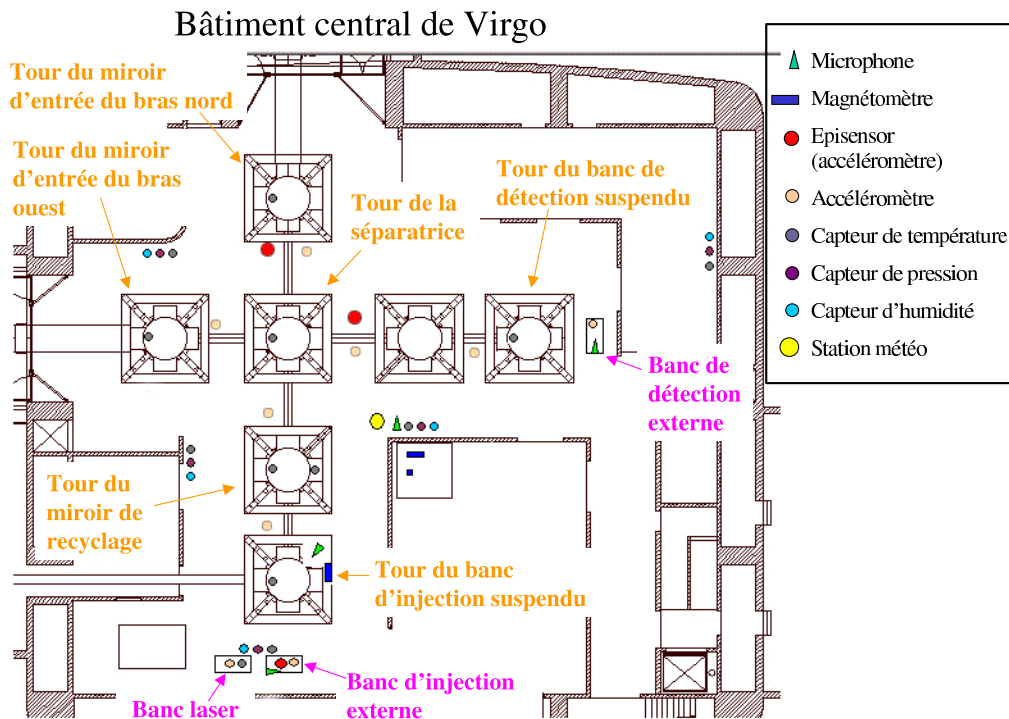 Bâtiment central de Virgo
Tour du miroir
d'entrée du bras nord
Tour du miroir
d'entrée du bras
ouest
Tour de la
séparatrice
Tour du banc de
détection suspendu
Microphone
Magnétomètre
Episensor
(accéléromètre)
Accéléromètre
Capteur de température
Capteur de pression
Capteur d'humidité
Station météo
Banc de
détection
externe
Tour du
miroir de
recyclage
Tour du banc
d'injection suspendu
Banc d'injection
externe
Banc laser